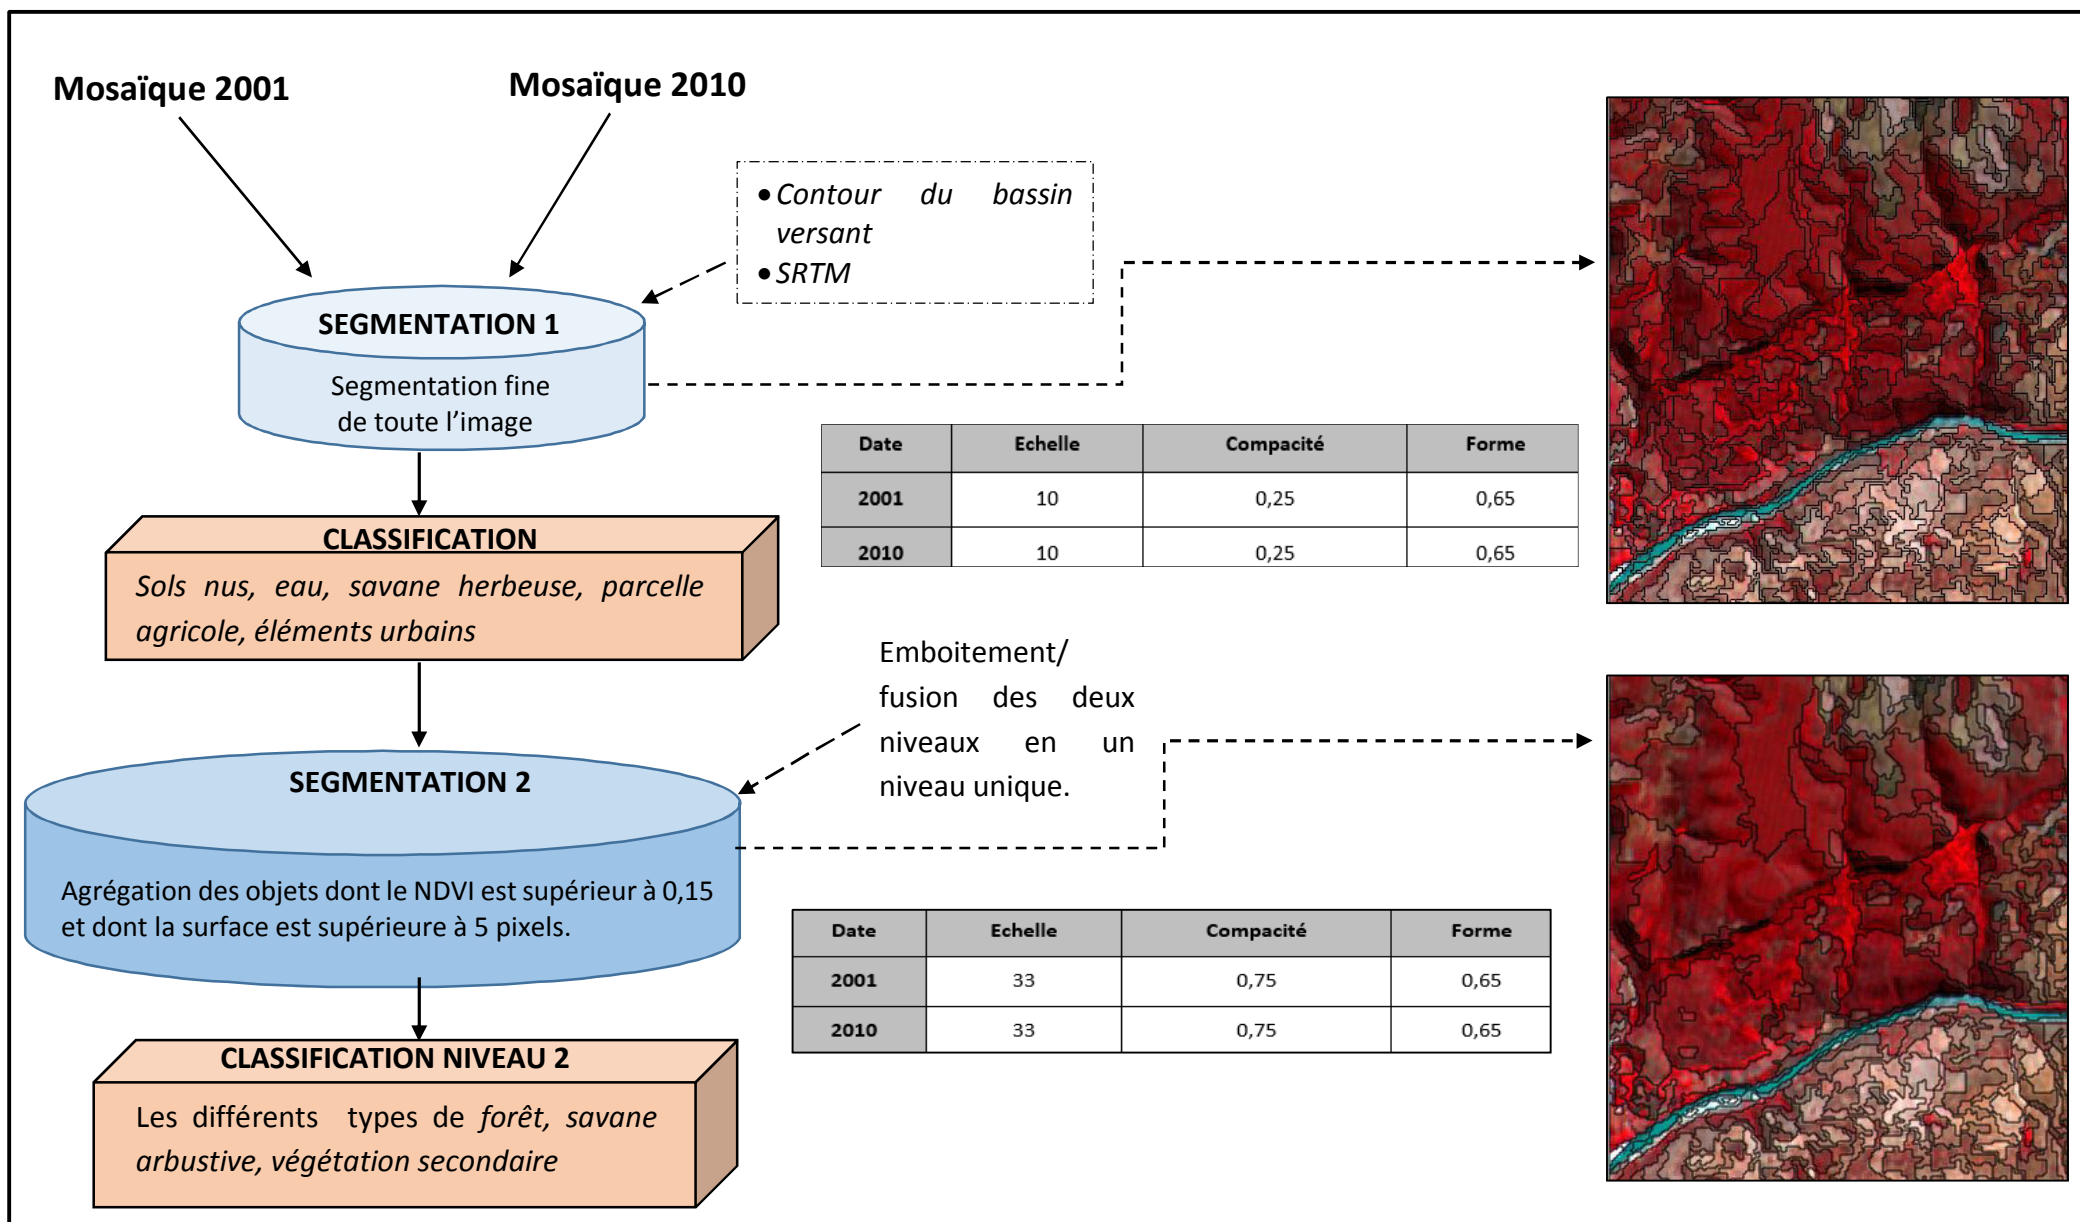 Mosaïque 2001
Mosaïque 2010
• Contour du bassin
versant
• SRTM
SEGMENTATION 1
Segmentation fine
de toute l’image
Date Echelle Compacité Forme
2001 10 0,25 0,65
2010 10 0,25 0,65
CLASSIFICATION
Sols nus, eau, savane herbeuse, parcelle
agricole, éléments urbains
Emboitement/
fusion des deux
niveaux en un
niveau unique.
SEGMENTATION 2
Agrégation des objets dont le NDVI est supérieur à 0,15
et dont la surface est supérieure à 5 pixels.
Date Echelle Compacité Forme
2001 33 0,75 0,65
2010 33 0,75 0,65
CLASSIFICATION NIVEAU 2
Les différents types de forêt, savane
arbustive, végétation secondaire